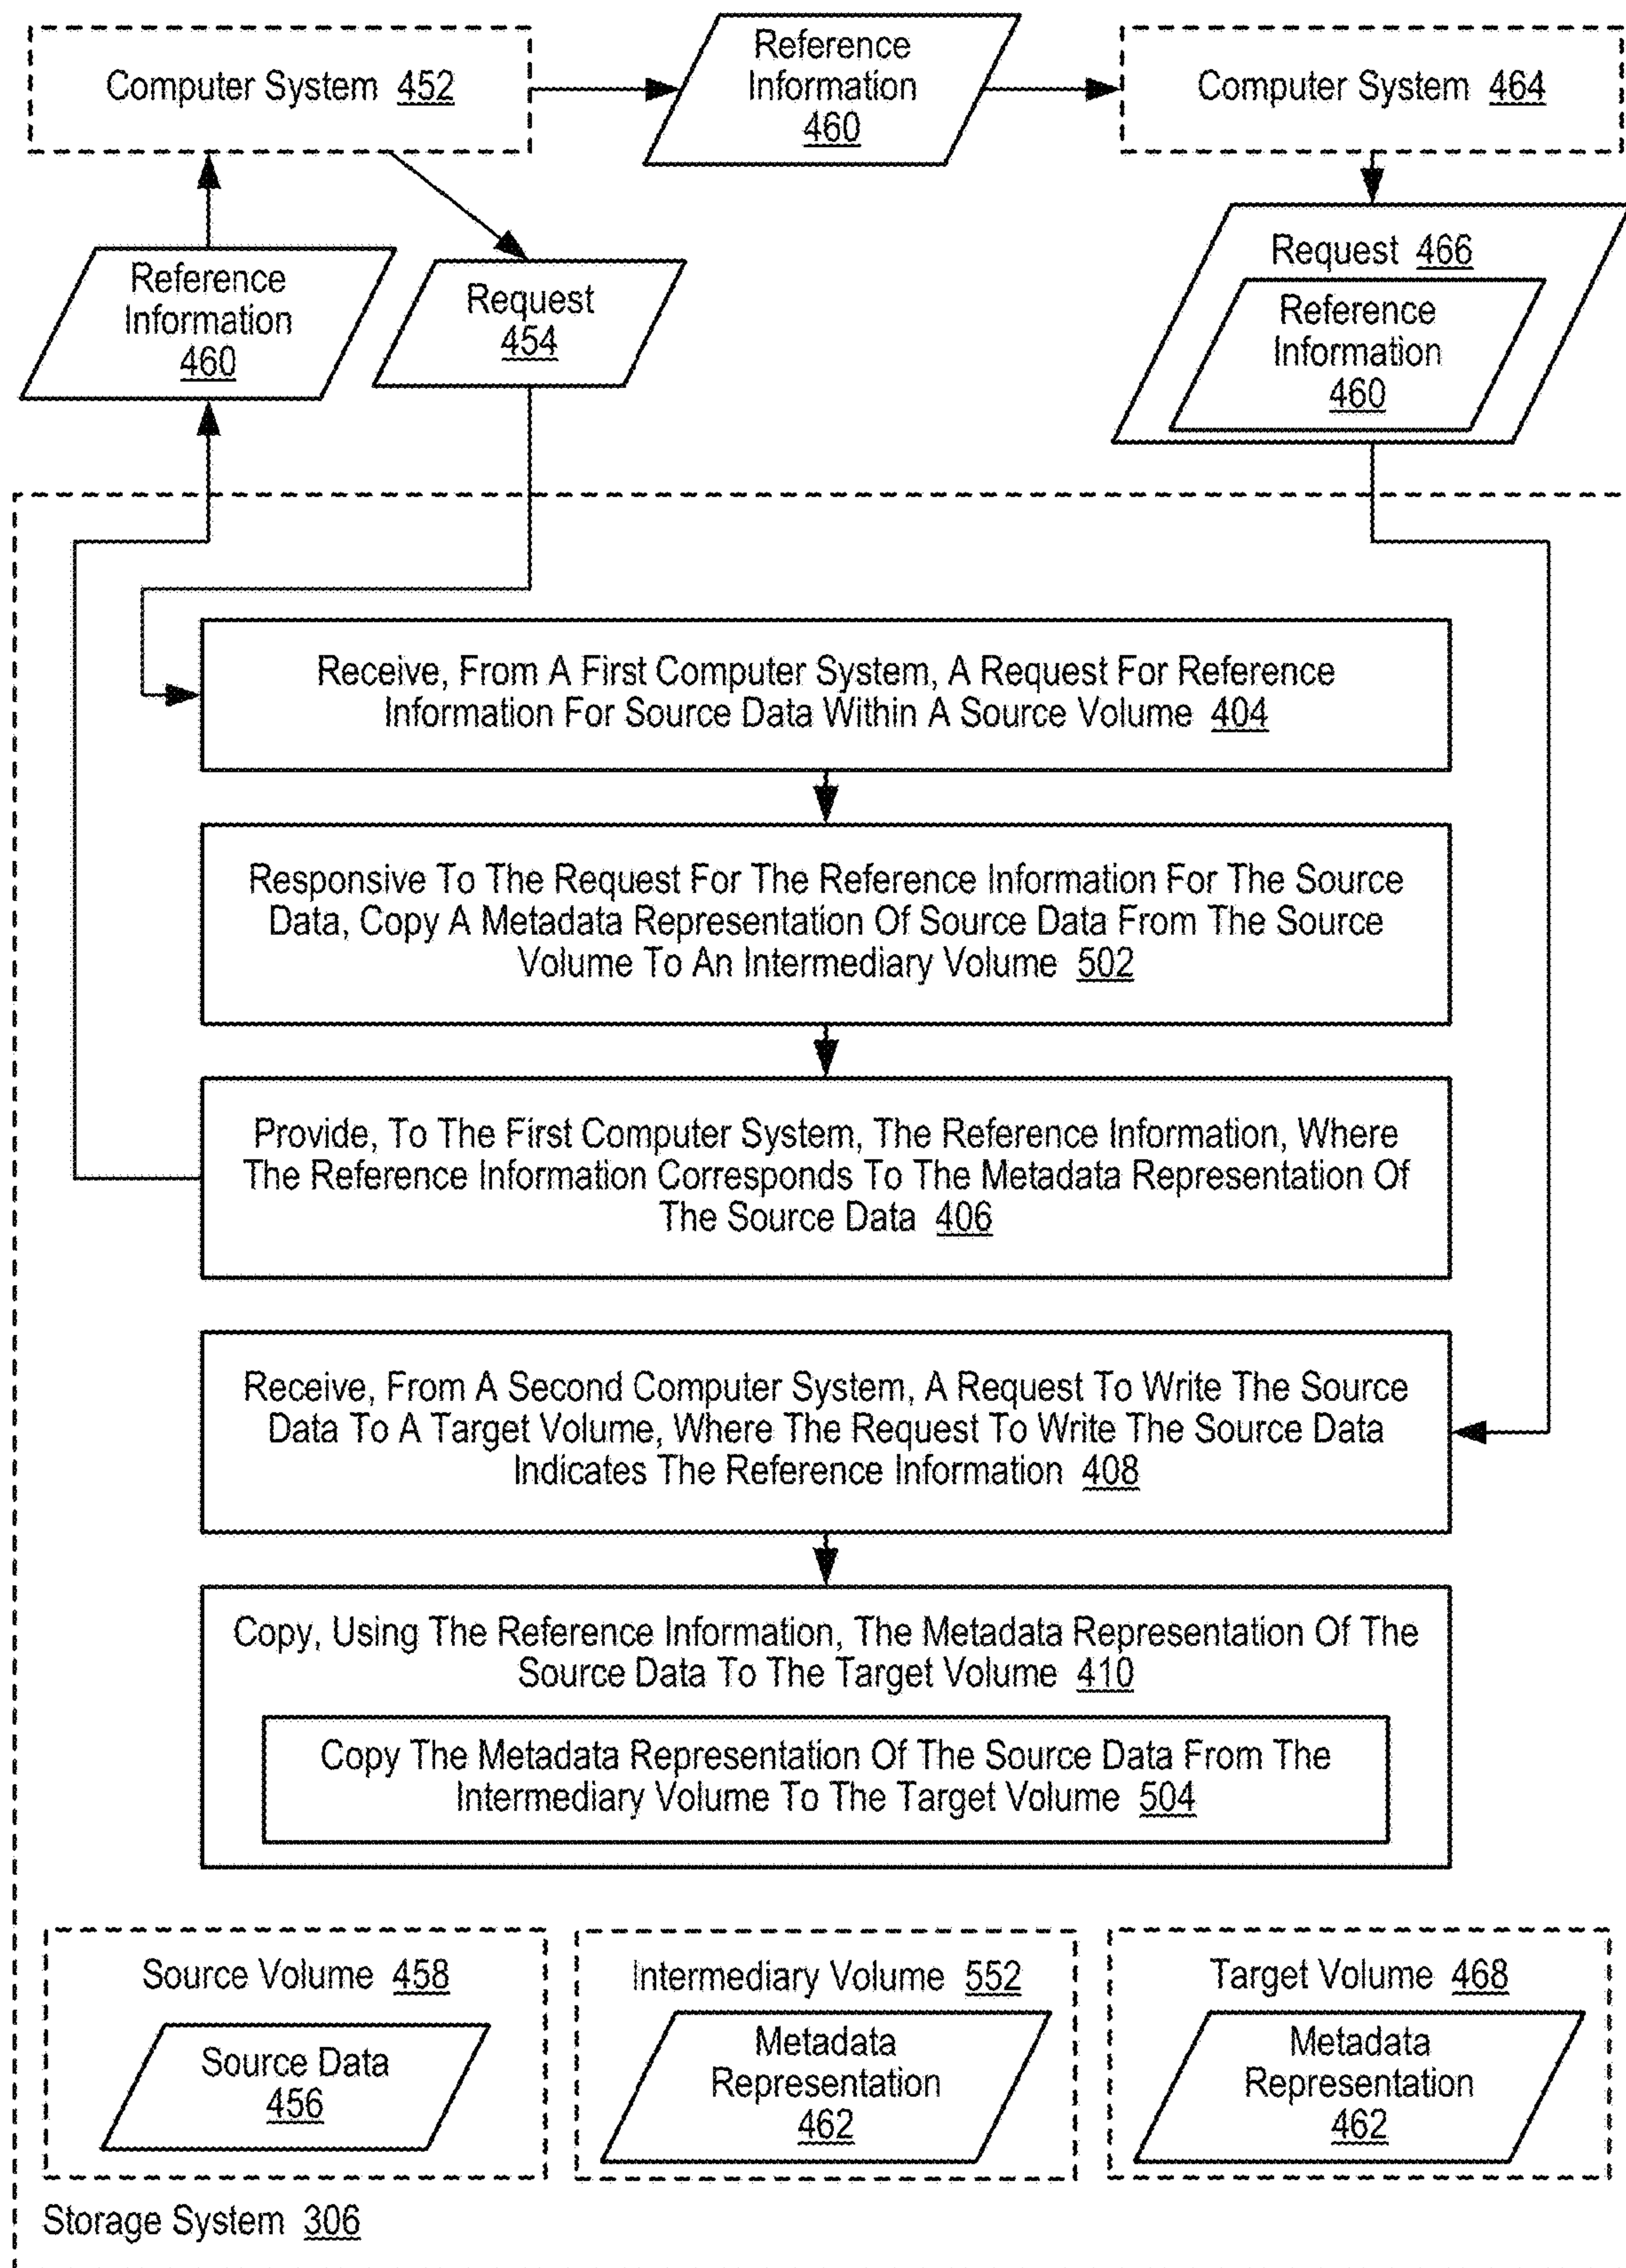 Computer System 452
Reference
Information
460
Computer System 464
Reference
Information
460
Request
454
Request 466
Reference
Information
460
Receive, From A First Computer System, A Request For Reference
Information For Source Data Within A Source Volume 404
Responsive To The Request For The Reference Information For The Source
Data, Copy A Metadata Representation Of Source Data From The Source
Volume To An Intermediary Volume 502
Provide, To The First Computer System, The Reference Information, Where
The Reference Information Corresponds To The Metadata Representation Of
The Source Data 406
Receive, From A Second Computer System, A Request To Write The Source
Data To A Target Volume, Where The Request To Write The Source Data
Indicates The Reference Information 408
Copy, Using The Reference Information, The Metadata Representation Of The
Source Data To The Target Volume 410
Copy The Metadata Representation Of The Source Data From The
Intermediary Volume To The Target Volume 504
Source Volume 458
Source Data
456
Intermediary Volume 552
Metadata
Representation
462
Target Volume 468
Metadata
Representation
462
Storage System 306